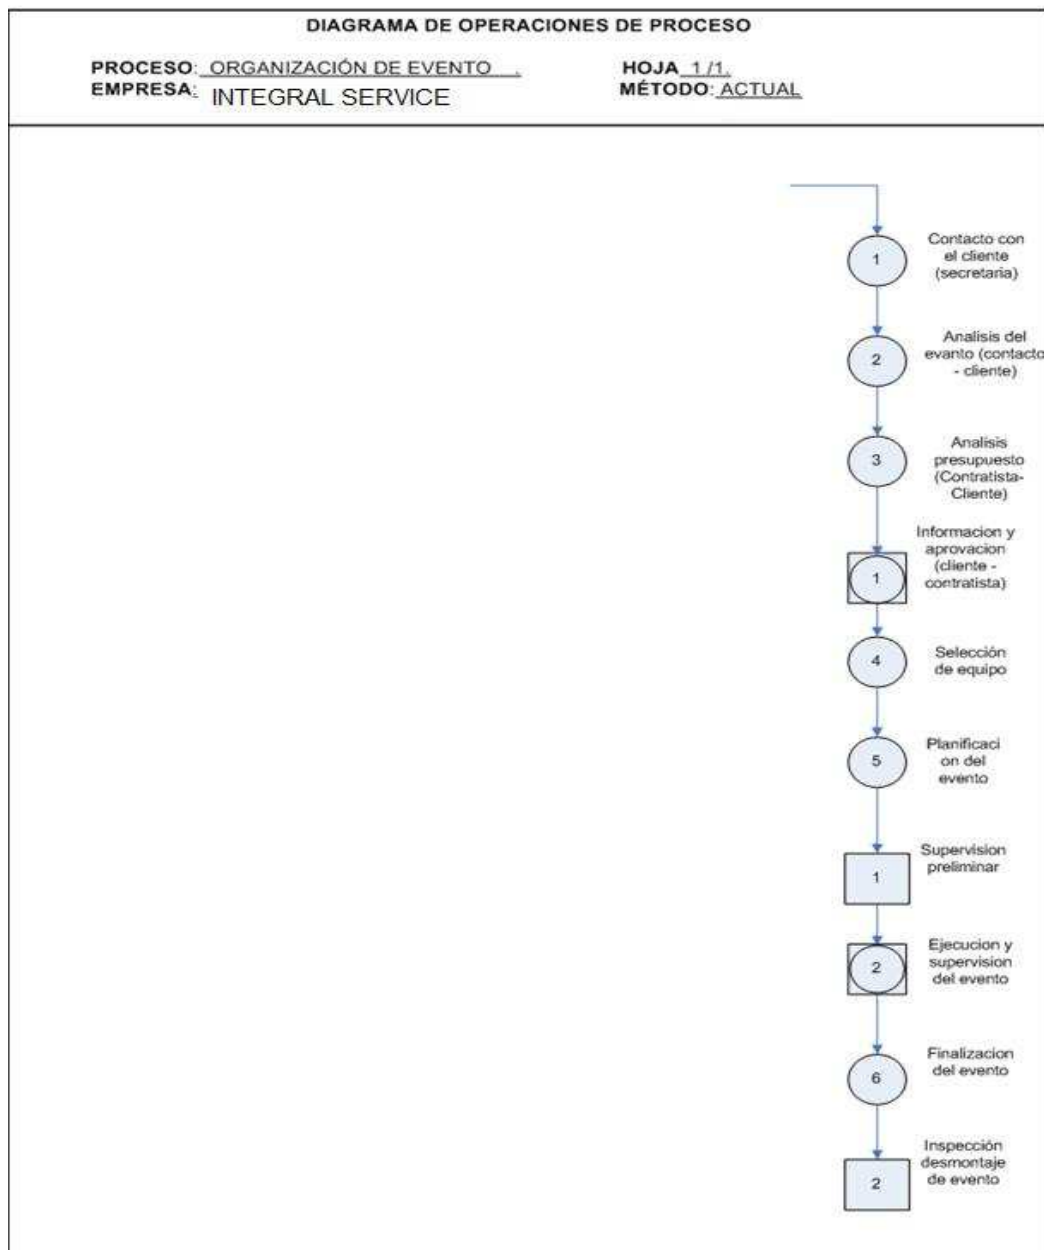 DIAGRAMA DE OPERACIONES DE PROCESO
PROCESO: ORGANIZACIÓN DE EVENTO .
HOJA 1 /1.
EMPRESA: INTEGRAL SERVICE
MÉTODO: ACTUAL
1
Contacto con
el cliente
(secretaria)
2
Analisis del
evanto (contacto
- cliente)
3
Analisis
presupuesto
(Contratista-
Cliente)
1
Informacion y
aprovacion
(cliente -
contratista)
4
Selección
de equipo
5
Planificaci
on del
evento
1
Supervision
preliminar
2
Ejecucion y
supervision
del evento
6
Finalizacion
del evento
2
Inspección
desmontaje
de evento